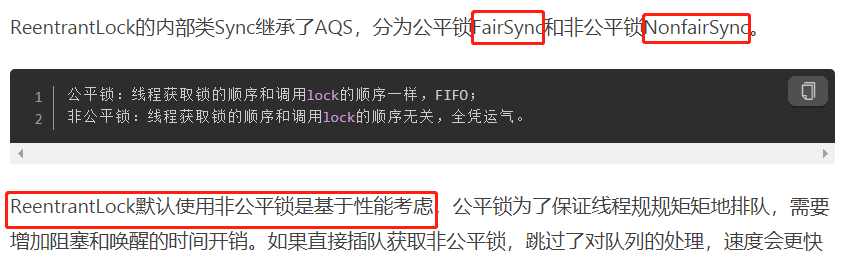 ReentrantLock的内部类Sync继承了AQS，分为公平锁FairSync和非公平锁NonfairSync。
1 公平锁：线程获取锁的顺序和调用lock的顺序一样，FIFO；
2 非公平锁：线程获取锁的顺序和调用lock的顺序无关，全凭运气。
ReentrantLock默认使用非公平锁是基于性能考虑，公平锁为了保证线程规规矩矩地排队，需要
增加阻塞和唤醒的时间开销。如果直接插队获取非公平锁，跳过了对队列的处理，速度会更快